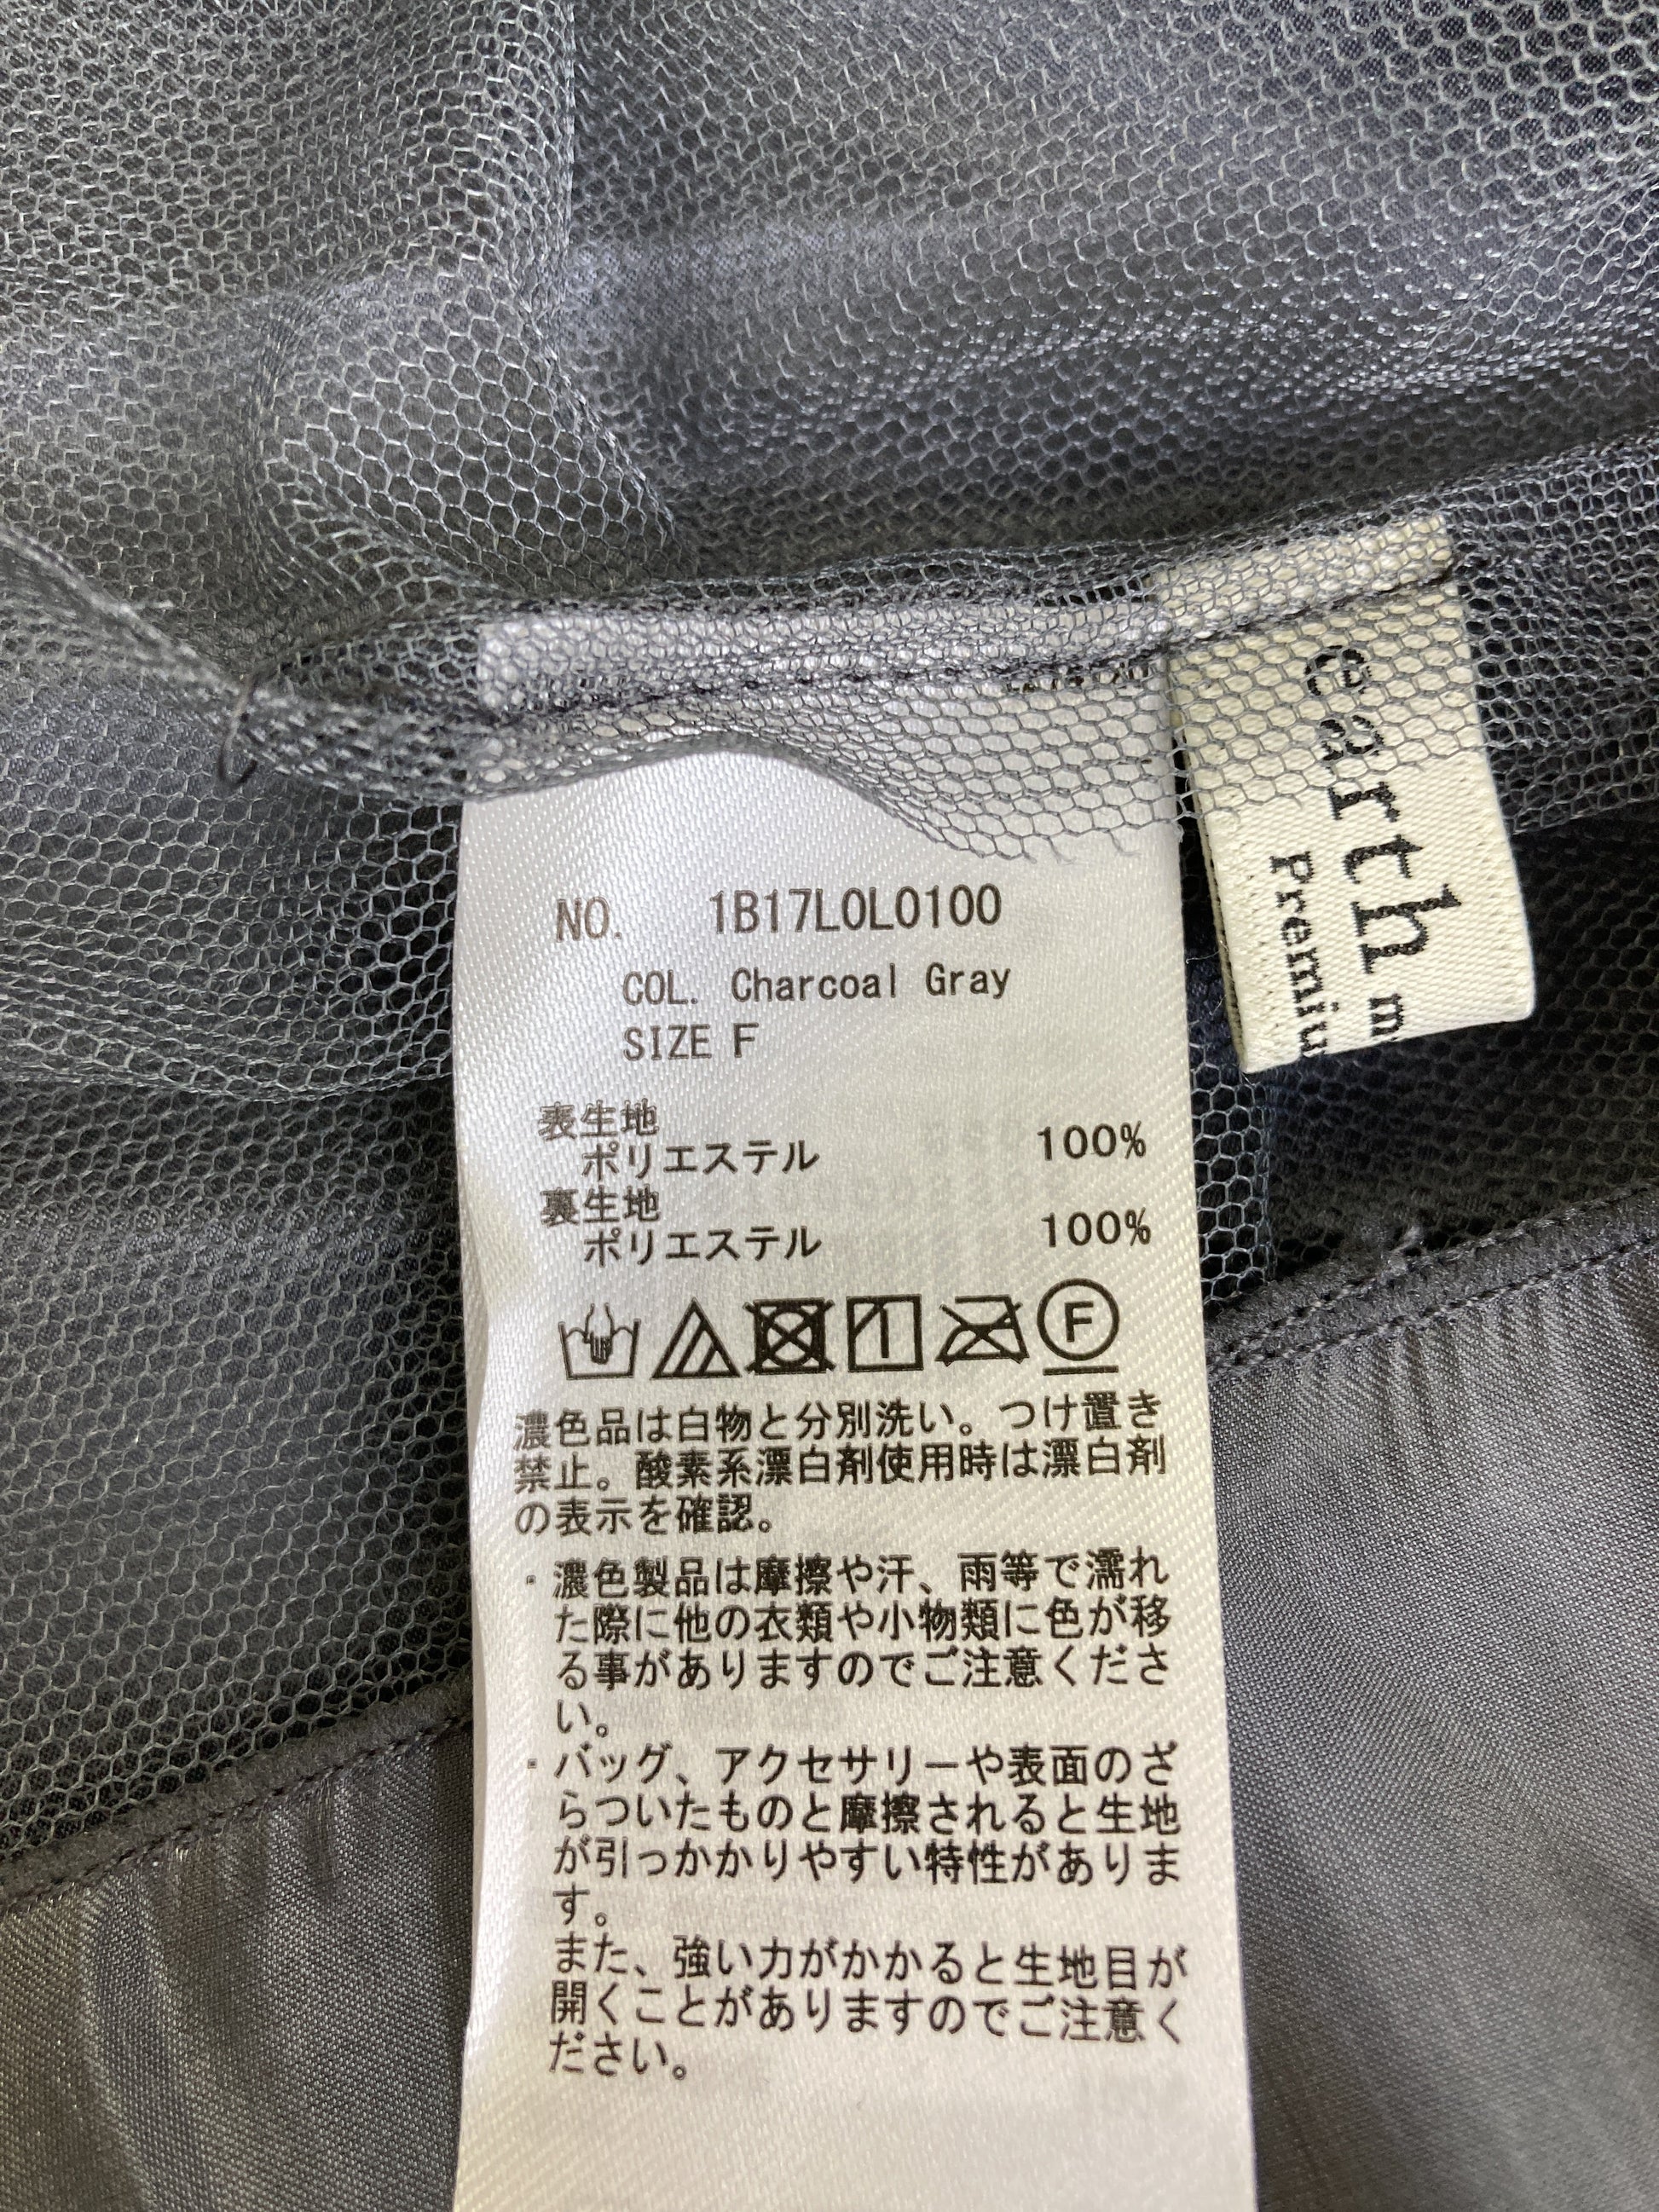 NO. 1B17L0L0100
COL. Charcoal Gray
SIZE F
表生地
ポリエステル 100%
裏生地
ポリエステル 100%
F
濃色品は白物と分別洗い。つけ置き
禁止。酸素系漂白剤使用時は漂白剤
の表示を確認。
・濃色製品は摩擦や汗、雨等で濡れ
た際に他の衣類や小物類に色が移
る事がありますのでご注意くださ
い。
・バッグ、アクセサリーや表面のざ
らついたものと摩擦されると生地
が引っかかりやすい特性がありま
す。
また、強い力がかかると生地目が
開くことがありますのでご注意く
ださい。
earth m
Premiu